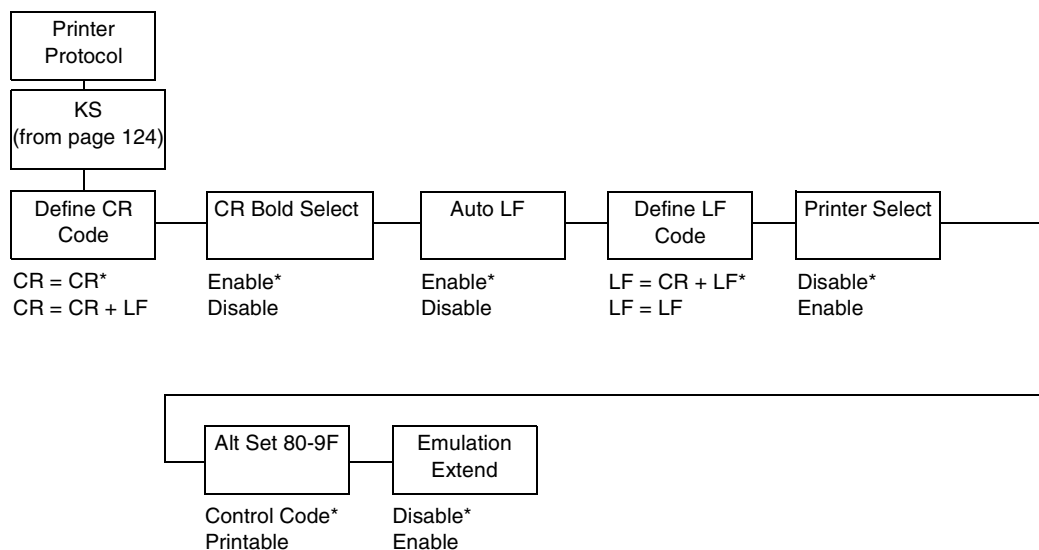 Printer
Protocol
KS
(from page 124)
Define CR
Code
CR Bold Select
Auto LF
Define LF
Code
Printer Select
CR = CR*
CR = CR + LF
Enable*
Disable
Enable*
Disable
LF = CR + LF*
LF = LF
Disable*
Enable
Alt Set 80-9F
Emulation
Extend
Control Code*
Printable
Disable*
Enable